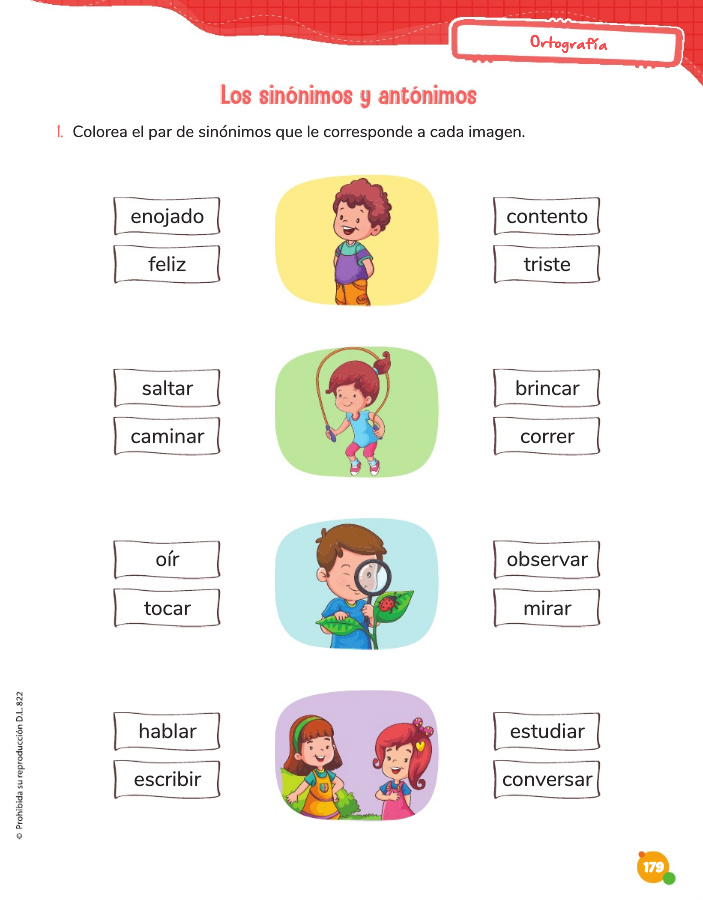 Ortografía
Los sinónimos y antónimos
1. Colorea el par de sinónimos que le corresponde a cada imagen.
enojado
contento
feliz
triste
saltar
brincar
caminar
correr
oír
observar
tocar
mirar
hablar
estudiar
escribir
conversar
© Prohibida su reproducción D.L. 822
179